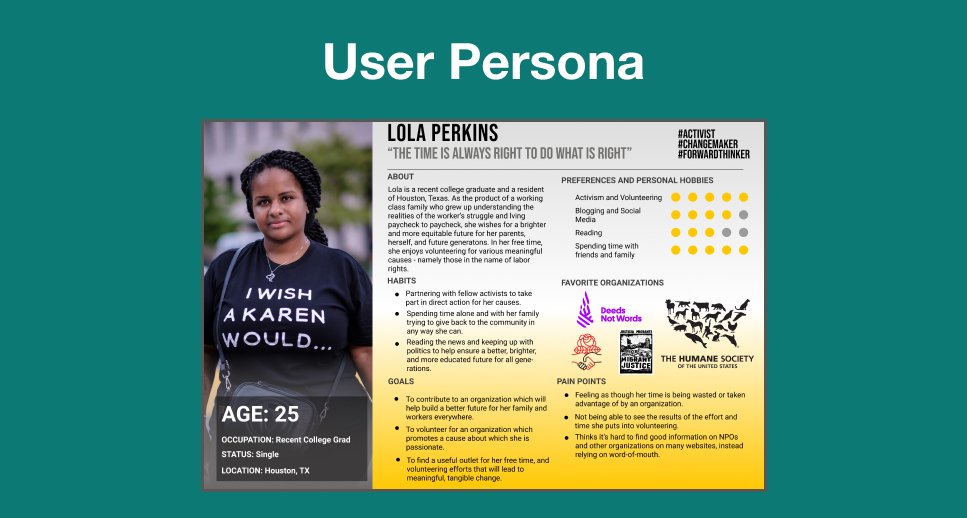 User Persona
LOLA PERKINS
“THE TIME IS ALWAYS RIGHT TO DO WHAT IS RIGHT”
#ACTIVIST
#CHANGEMAKER
#FORWARDTHINKER
I WISH
A KAREN
WOULD...
AGE: 25
OCCUPATION: Recent College Grad
STATUS: Single
LOCATION: Houston, TX
ABOUT
Lola is a recent college graduate and a resident
of Houston, Texas. As the product of a working
class family who grew up understanding the
realities of the worker's struggle and lving
paycheck to paycheck, she wishes for a brighter
and more equitable future for her parents,
herself, and future generatons. In her free time,
she enjoys volunteering for various meaningful
causes - namely those in the name of labor
rights.
HABITS
Partnering with fellow activists to take
part in direct action for her causes.
Spending time alone and with her family
trying to give back to the community in
any way she can.
Reading the news and keeping up with
politics to help ensure a better, brighter,
and more educated future for all gene-
rations.
GOALS
To contribute to an organization which will
help build a better future for her family and
workers everywhere.
To volunteer for an organization which
promotes a cause about which she is
passionate.
To find a useful outlet for her free time, and
volunteering efforts that will lead to
meaningful, tangible change.
PREFERENCES AND PERSONAL HOBBIES
Activism and Volunteering
Blogging and Social
Media
Reading
Spending time with
friends and family
FAVORITE ORGANIZATIONS
Deeds
Not Words
MIGRANT
JUSTICE
THE HUMANE SOCIETY
OF THE UNITED STATES
PAIN POINTS
Feeling as though her time is being wasted or taken
advantage of by an organization.
Not being able to see the results of the effort and
time she puts into volunteering.
Thinks it's hard to find good information on NPOs
and other organizations on many websites, instead
relying on word-of-mouth.